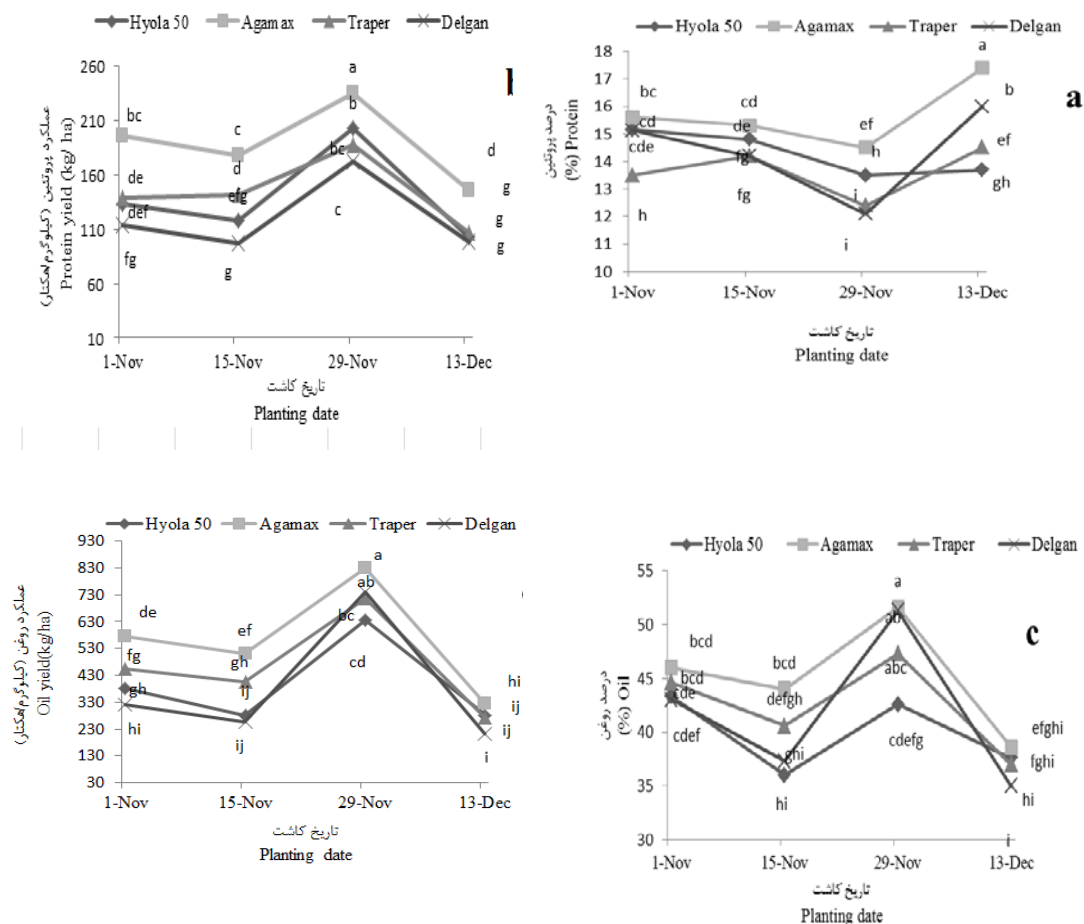 Hyola 50 Agamax Traper Delgan
عملکرد پروتئین (کیلوگرم/هکتار)
Protein yield (kg/ ha)
260
210
160
110
60
10
a
b
bc
c
bc
d
d
de
efg
g
def
c
g
fg
g
g
1-Nov 15-Nov 29-Nov 13-Dec
تاریخ کاشت
Planting date
Hyola 50 Agamax Traper Delgan
a
درصد پروتئین
(%) Protein
18
17
16
15
14
13
12
11
10
a
bc
cd
b
cd
de
ef
ef
cde
fg
h
gh
h
fg
i
i
1-Nov 15-Nov 29-Nov 13-Dec
تاریخ کاشت
Planting date
Hyola 50 Agamax Traper Delgan
عملکرد روغن (کیلوگرم/هکتار)
Oil yield(kg/ha)
930
830
730
630
530
430
330
230
130
30
a
ab
de
ef
bc
fg
gh
cd
gh
ij
hi
hi
ij
ij
ij
i
1-Nov 15-Nov 29-Nov 13-Dec
تاریخ کاشت
Planting date
Hyola 50 Agamax Traper Delgan
c
درصد روغن
(%) Oil
55
50
45
40
35
30
a
ab
bcd
bcd
abc
bcd
cde
defgh
cdef
ghi
cdefg
efghi
fghi
hi
hi
i
1-Nov 15-Nov 29-Nov 13-Dec
تاریخ کاشت
Planting date